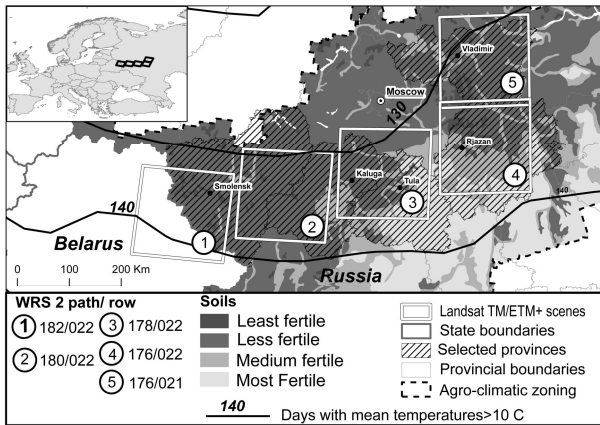 Vladimir
Moscow
130
5
Rjazan
4
Kaluga
Tula
3
Smolensk
2
1
140
140
Belarus
Russia
0 100 200 Km
WRS 2 path/ row
1 182/022
2 180/022
3 178/022
4 176/022
5 176/021
Soils
Least fertile
Less fertile
Medium fertile
Most Fertile
Landsat TM/ETM+ scenes
State boundaries
Selected provinces
Provincial boundaries
Agro-climatic zoning
140 Days with mean temperatures>10 C